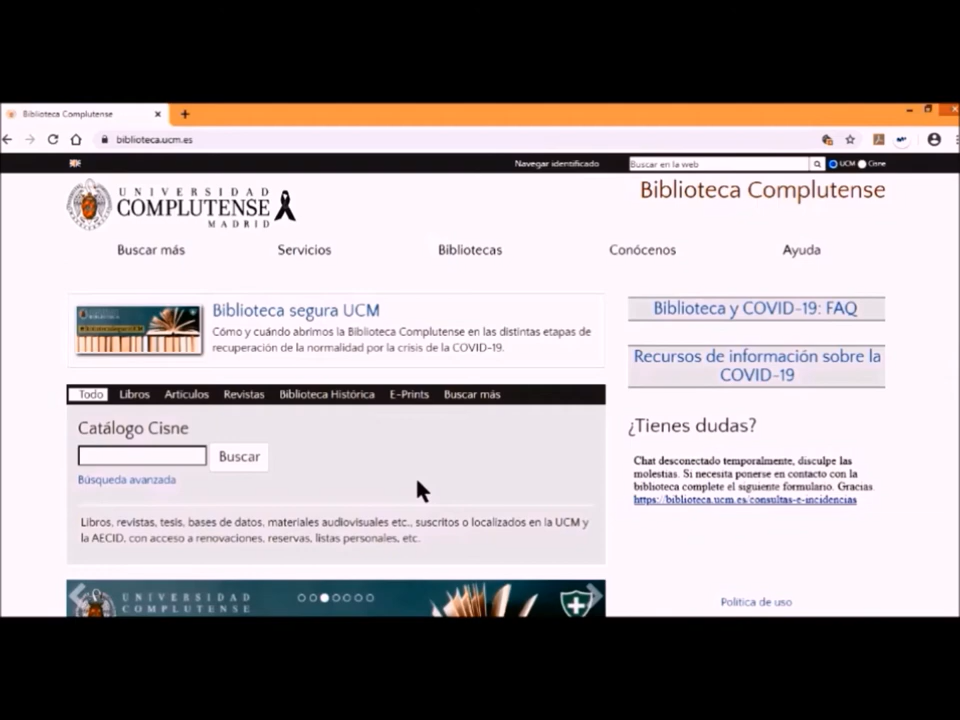 Biblioteca Complutense
biblioteca.ucm.es
Navegar identificado
Buscar en la web
UCM Cisne
UNIVERSIDAD
COMPLUTENSE
MADRID
Biblioteca Complutense
Buscar más Servicios Bibliotecas Conócenos Ayuda
Biblioteca segura UCM
Cómo y cuándo abrimos la Biblioteca Complutense en las distintas etapas de
recuperación de la normalidad por la crisis de la COVID-19.
Biblioteca y COVID-19: FAQ
Recursos de información sobre la
COVID-19
Todo Libros Artículos Revistas Biblioteca Histórica E-Prints Buscar más
Catálogo Cisne
Buscar
Búsqueda avanzada
Libros, revistas, tesis, bases de datos, materiales audiovisuales etc., suscritos o localizados en la UCM y
la AECID, con acceso a renovaciones, reservas, listas personales, etc.
¿Tienes dudas?
Chat desconectado temporalmente, disculpe las
molestias. Si necesita ponerse en contacto con la
biblioteca complete el siguiente formulario. Gracias
https://biblioteca.ucm.es/consultas-e-incidencias
UNIVERSIDAD
COMPLUTENSE
Política de uso